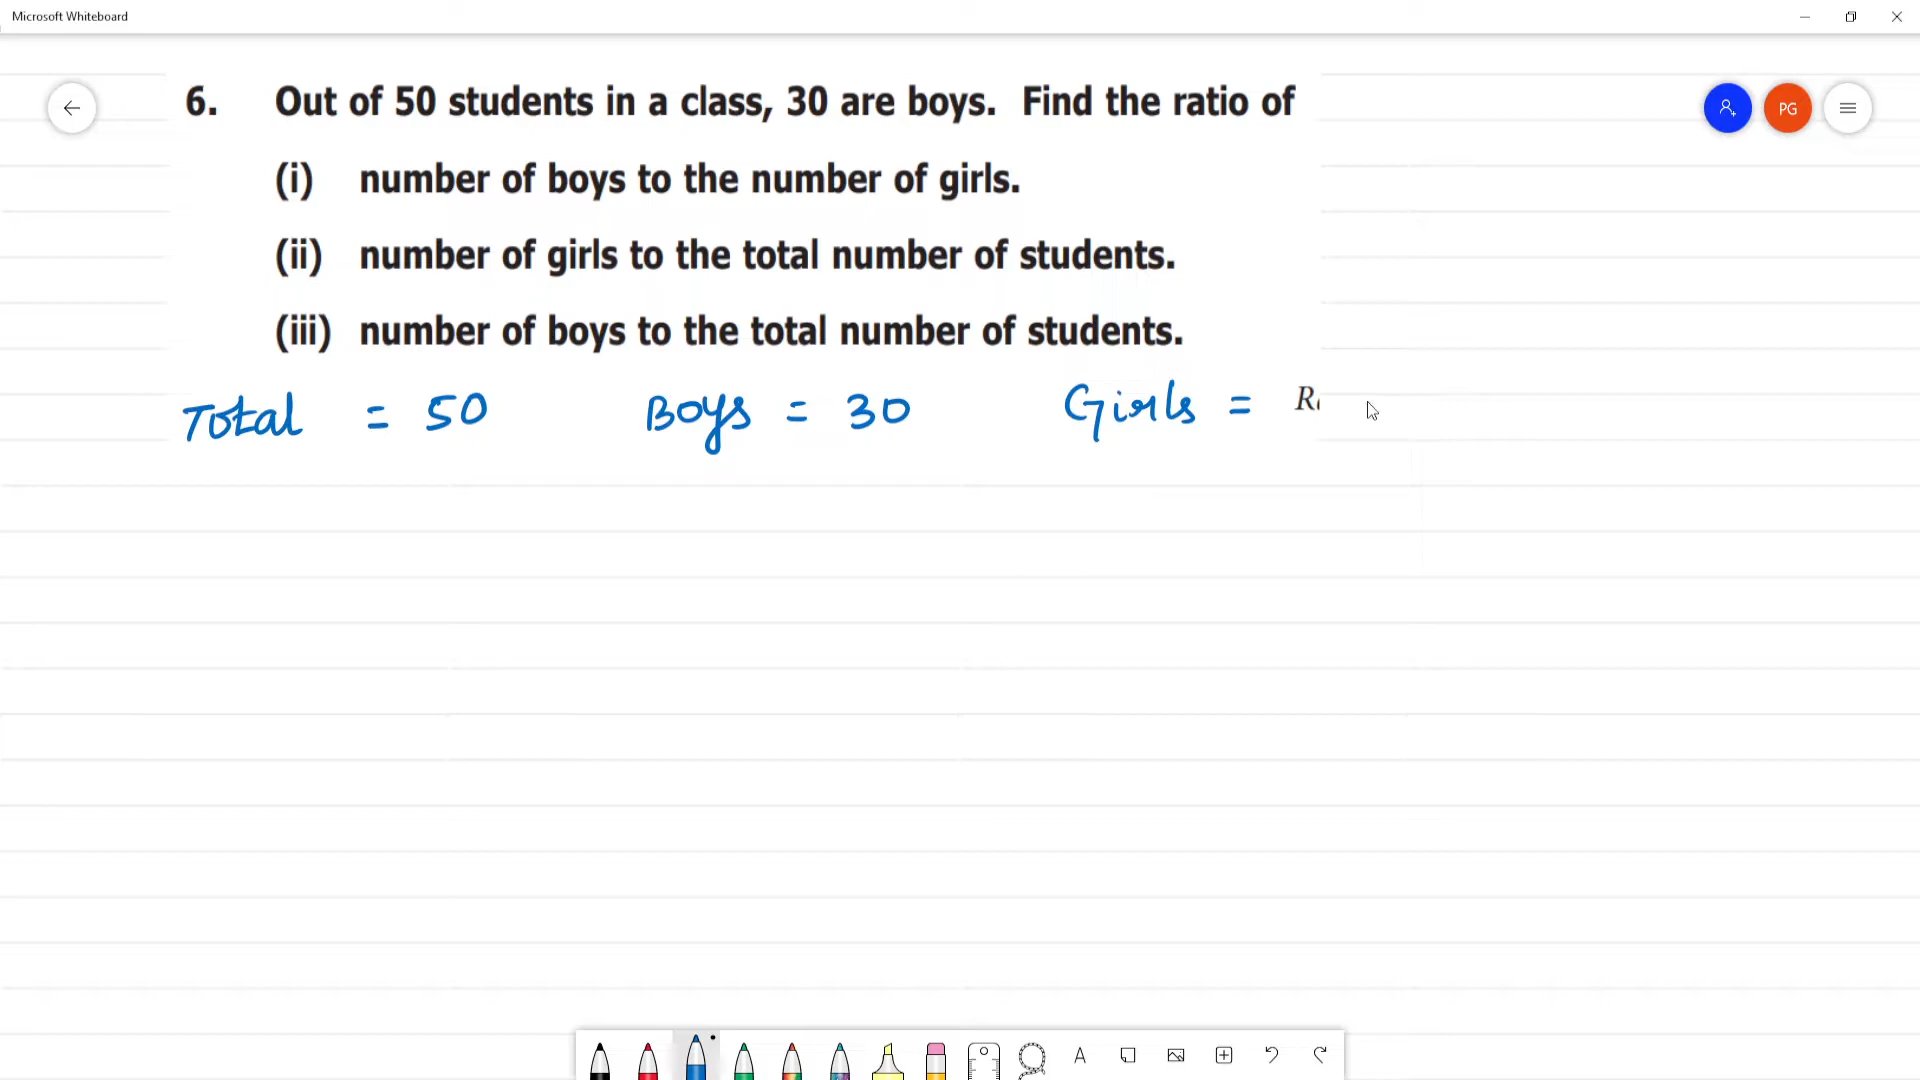 Microsoft Whiteboard
6. Out of 50 students in a class, 30 are boys. Find the ratio of
PG
(i) number of boys to the number of girls.
(ii) number of girls to the total number of students.
(iii) number of boys to the total number of students.
Total = 50 Boys = 30 Girls =
A